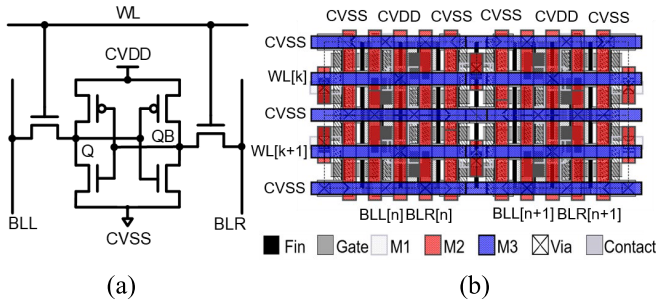 WL
CVDD
Q
QB
BLL
CVSS
BLR
(a)
CVSS CVDD CVSS CVSS CVDD CVSS
CVSS
WL[k]
CVSS
WL[k+1]
CVSS
BLL[n] BLR[n] BLL[n+1] BLR[n+1]
Fin Gate M1 M2 M3 Via Contact
(b)